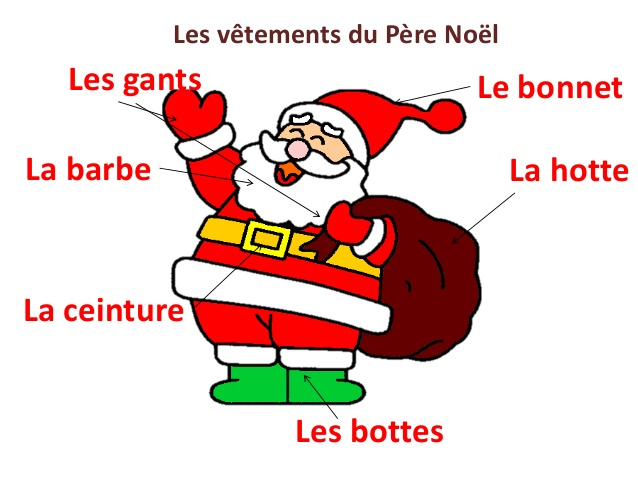 Les vêtements du Père Noël
Les gants
Le bonnet
La barbe
La hotte
La ceinture
Les bottes